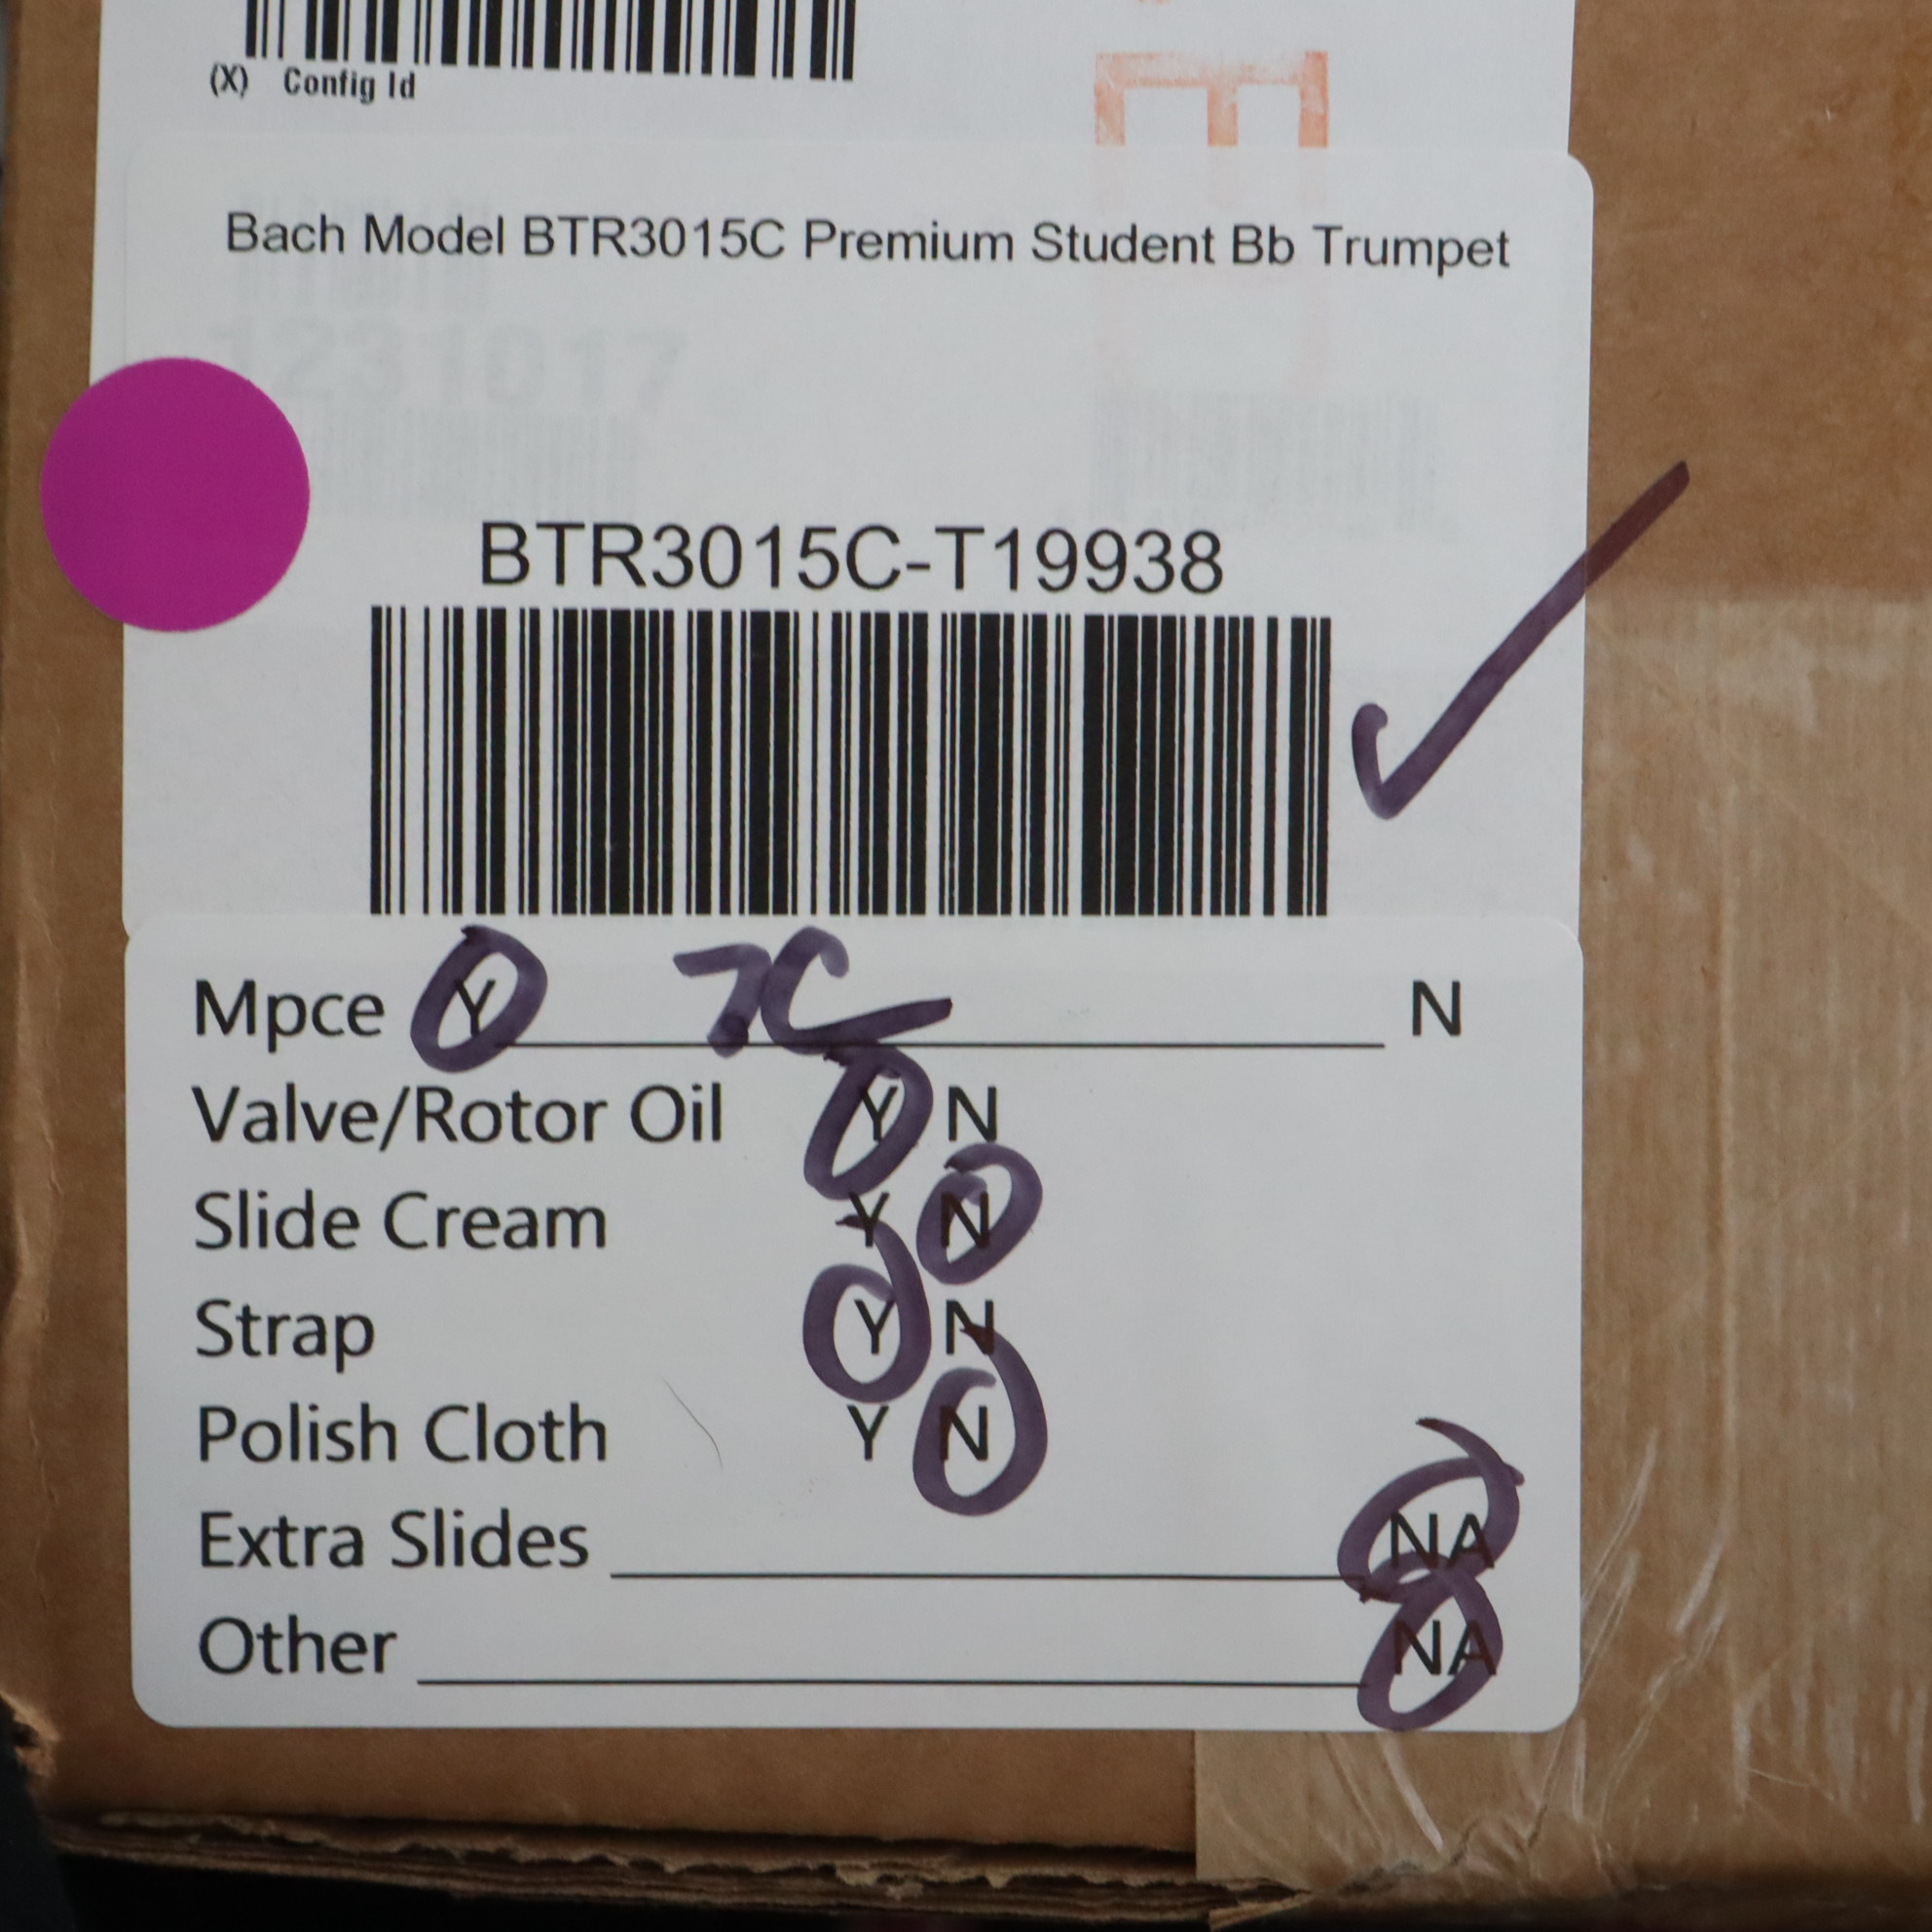 (X) Config Id
E
Bach Model BTR3015C Premium Student Bb Trumpet
1231017
BTR3015C-T19938
Mpce Y 7C N
Valve/Rotor Oil Y N
Slide Cream Y N
Strap Y N
Polish Cloth Y N
Extra Slides NA
Other NA